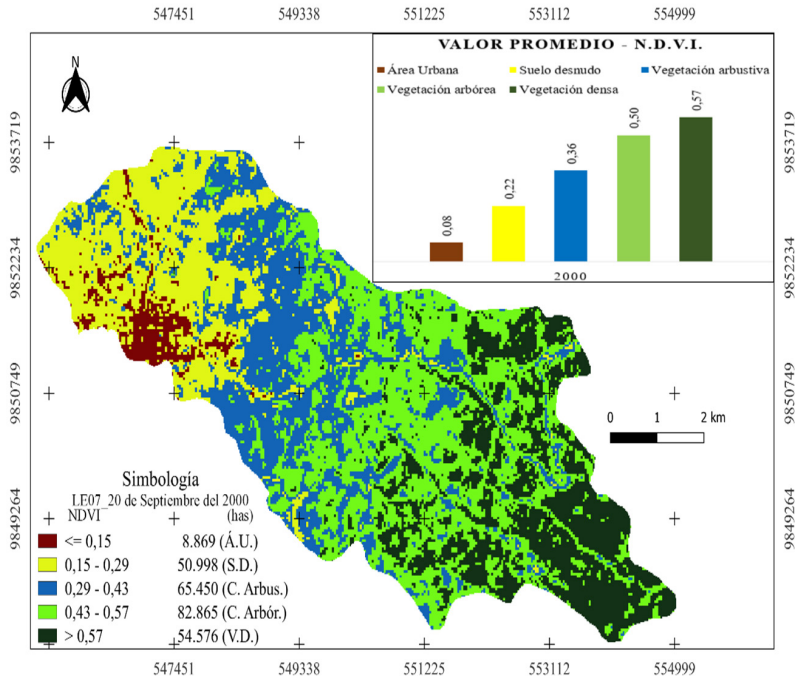 547451 549338 551225 553112 554999
VALOR PROMEDIO - N.D.V.I.
Área Urbana Suelo desnudo Vegetación arbustiva
Vegetación arbórea Vegetación densa
0,08 0,22 0,36 0,50 0,57
2000
N
9853719 9853719
9852234 9852234
9850749 9850749
9849264 9849264
0 1 2 km
Simbología
LE07_20 de Septiembre del 2000
NDVI (has)
<= 0,15 8.869 (Á.U.)
0,15 - 0,29 50.998 (S.D.)
0,29 - 0,43 65.450 (C. Arbus.)
0,43 - 0,57 82.865 (C. Arbór.)
> 0,57 54.576 (V.D.)
547451 549338 551225 553112 554999